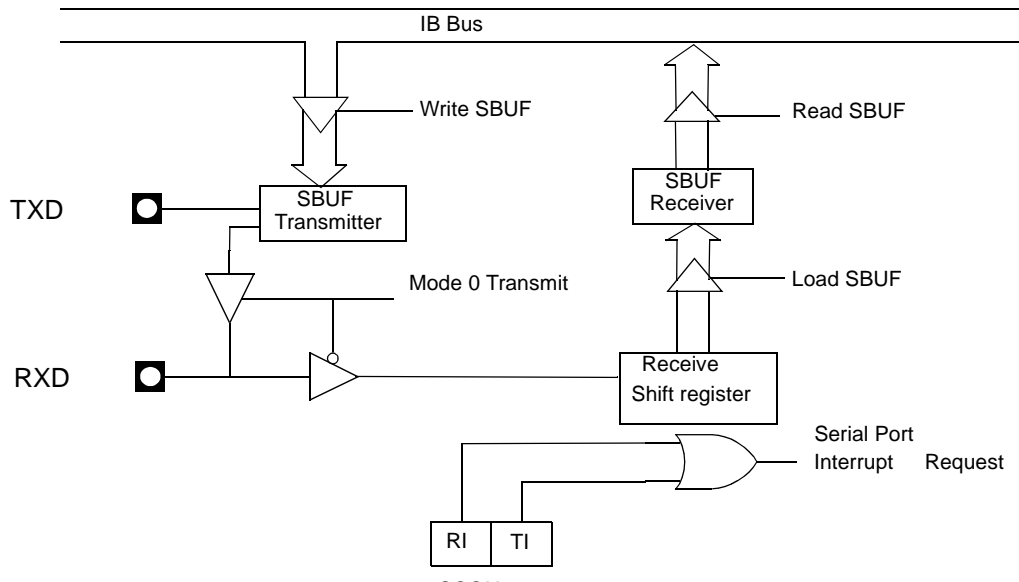 IB Bus
Write SBUF
Read SBUF
SBUF
Transmitter
SBUF
Receiver
TXD
Mode 0 Transmit
Load SBUF
RXD
Receive
Shift register
Serial Port
Interrupt Request
RI TI